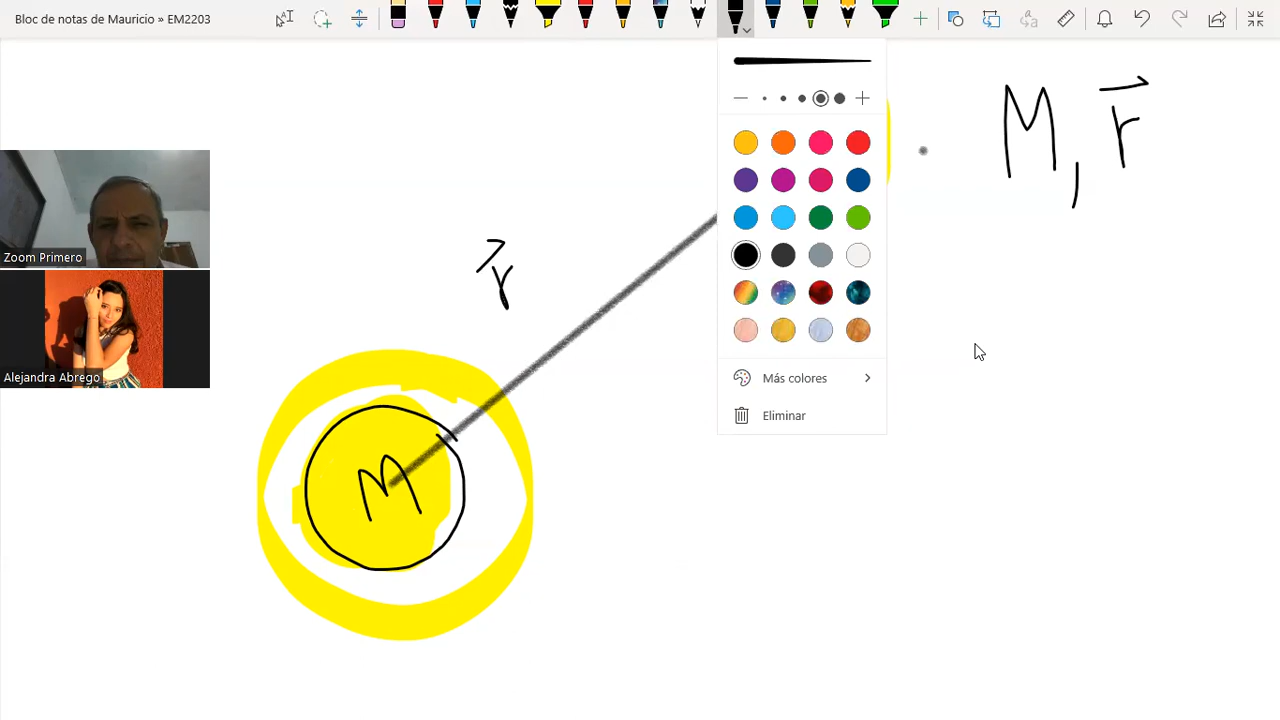 Bloc de notas de Mauricio » EM2203
M, r⃗
Zoom Primero
r⃗
Alejandra Abrego
Más colores
Eliminar
M